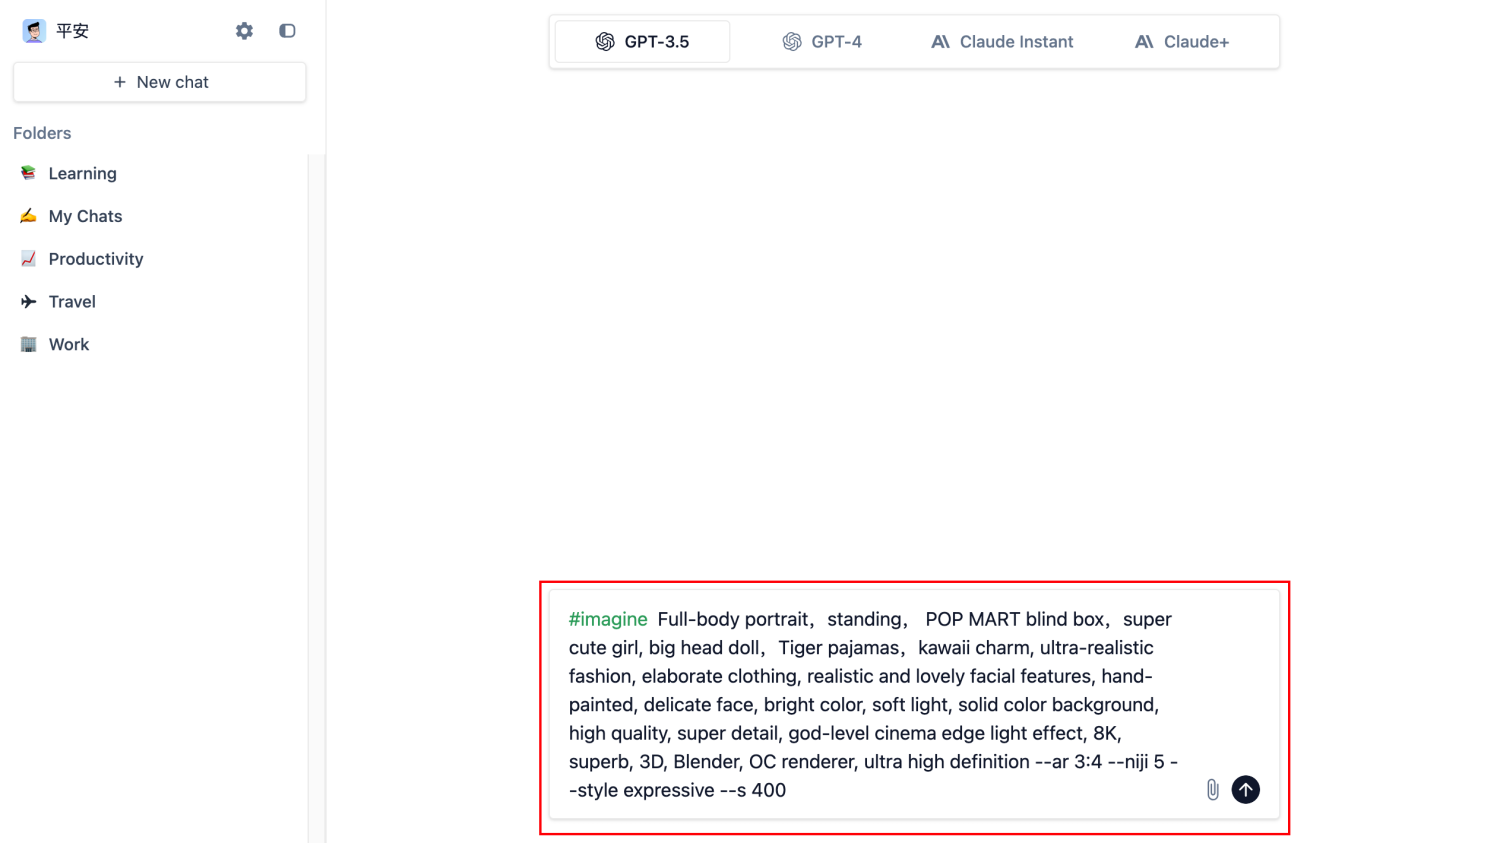 平安
New chat
Folders
Learning
My Chats
Productivity
Travel
Work
GPT-3.5
GPT-4
Claude Instant
Claude+
#imagine Full-body portrait，standing， POP MART blind box，super
cute girl, big head doll，Tiger pajamas，kawaii charm, ultra-realistic
fashion, elaborate clothing, realistic and lovely facial features, hand-
painted, delicate face, bright color, soft light, solid color background,
high quality, super detail, god-level cinema edge light effect, 8K,
superb, 3D, Blender, OC renderer, ultra high definition --ar 3:4 --niji 5 -
-style expressive --s 400